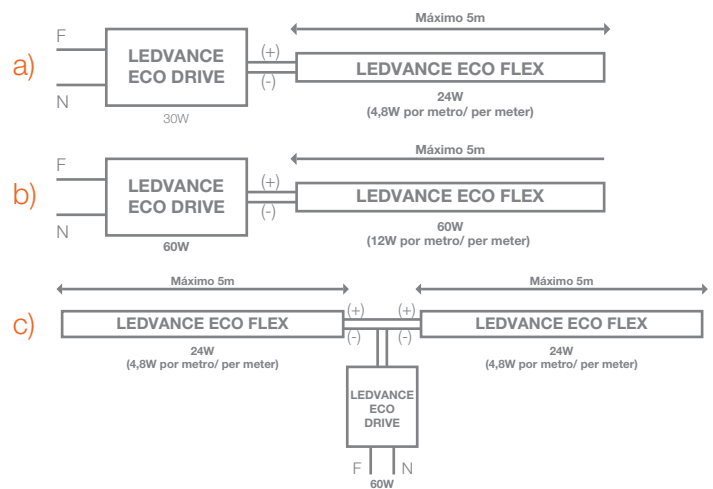 a)
F
N
LEDVANCE
ECO DRIVE
30W
(+)
(-)
Máximo 5m
LEDVANCE ECO FLEX
24W
(4,8W por metro/ per meter)
b)
F
N
LEDVANCE
ECO DRIVE
60W
(+)
(-)
Máximo 5m
LEDVANCE ECO FLEX
60W
(12W por metro/ per meter)
c)
Máximo 5m
LEDVANCE ECO FLEX
24W
(4,8W por metro/ per meter)
(+)
(-)
(+)
(-)
Máximo 5m
LEDVANCE ECO FLEX
24W
(4,8W por metro/ per meter)
LEDVANCE
ECO
DRIVE
F
N
60W